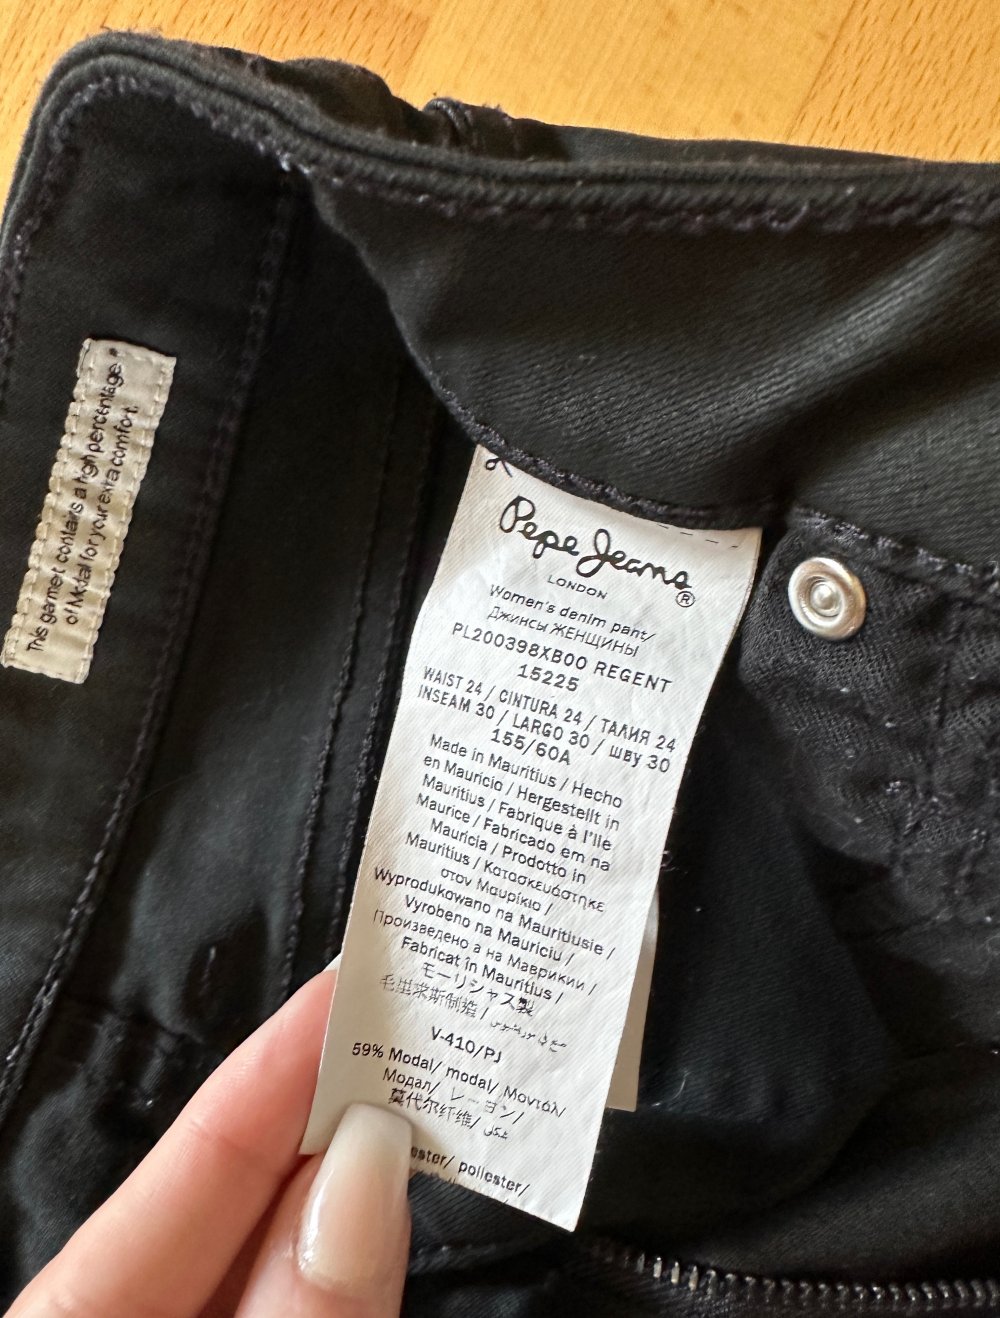 This garmet contains a high percentage
of Modal for your extra comfort.
Pepe Jeans
LONDON ®
Women's denim pant/
Джинсы ЖЕНЩИНЫ
PL200398XB00 REGENT
15225
WAIST 24 / CINTURA 24 / ТАЛИЯ 24
INSEAM 30 / LARGO 30 / шву 30
155/60A
Made in Mauritius / Hecho
en Mauricio / Hergestellt in
Mauritius / Fabrique à l'Ile
Maurice / Fabricado em na
Mauricia / Prodotto in
Mauritius / Κατασκευάστηκε
στον Μαυρίκιο /
Wyprodukowano na Mauritiusie /
Vyrobeno na Mauriciu /
Произведено а на Маврикии /
Fabricat în Mauritius /
モーリシャス製
毛里求斯制造 /
V-410/PJ
59% Modal/ modal/ Μοντάλ/
Модал/ レーヨン/
莫代尔纤维/
ester/ poliester/